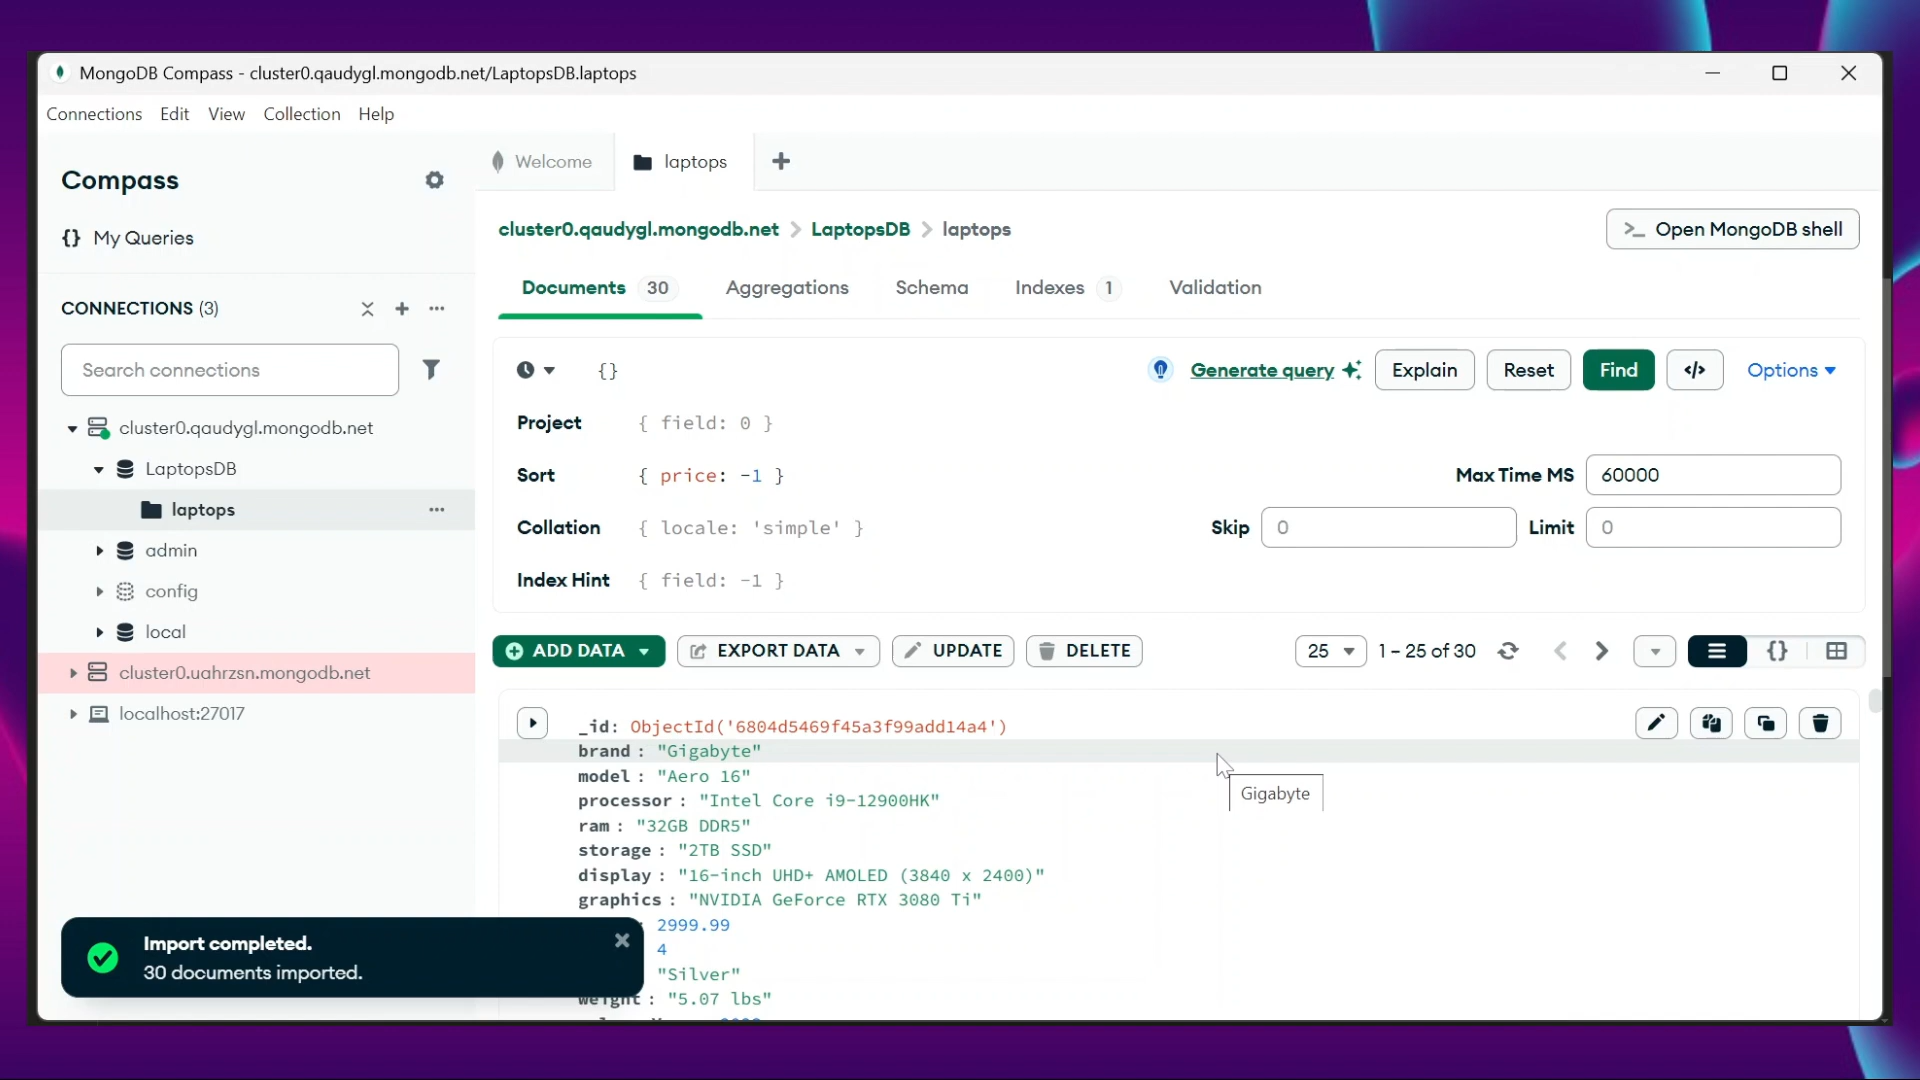 MongoDB Compass - cluster0.qaudygl.mongodb.net/LaptopsDB.laptops
Connections Edit View Collection Help
Compass
{} My Queries
CONNECTIONS (3)
Search connections
cluster0.qaudygl.mongodb.net
LaptopsDB
laptops
admin
config
local
cluster0.uahrzsn.mongodb.net
localhost:27017
Welcome laptops
cluster0.qaudygl.mongodb.net > LaptopsDB > laptops
>_ Open MongoDB shell
Documents 30 Aggregations Schema Indexes 1 Validation
{} Generate query Explain Reset Find </> Options
Project { field: 0 }
Sort { price: -1 } Max Time MS 60000
Collation { locale: 'simple' } Skip 0 Limit 0
Index Hint { field: -1 }
ADD DATA EXPORT DATA UPDATE DELETE 25 1 – 25 of 30 {}
_id: ObjectId('6804d5469f45a3f99add14a4')
brand : "Gigabyte"
model : "Aero 16"
Gigabyte
processor : "Intel Core i9-12900HK"
ram : "32GB DDR5"
storage : "2TB SSD"
display : "16-inch UHD+ AMOLED (3840 x 2400)"
graphics : "NVIDIA GeForce RTX 3080 Ti"
: 2999.99
4
"Silver"
weight : "5.07 lbs"
Import completed.
30 documents imported.